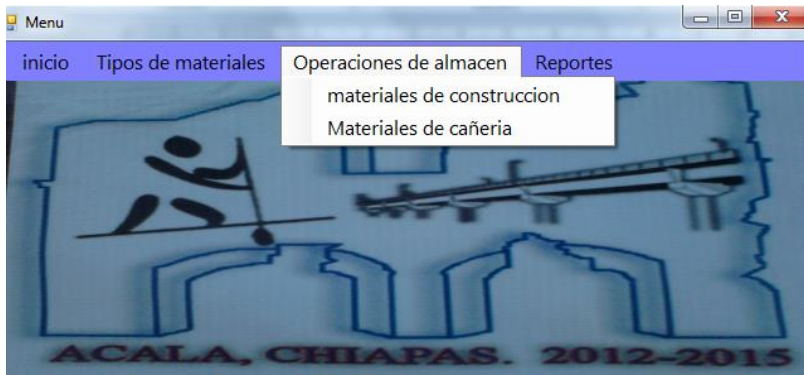 Menu
inicio Tipos de materiales Operaciones de almacen Reportes
materiales de construccion
Materiales de cañeria
ACALA, CHIAPAS. 2012-2015